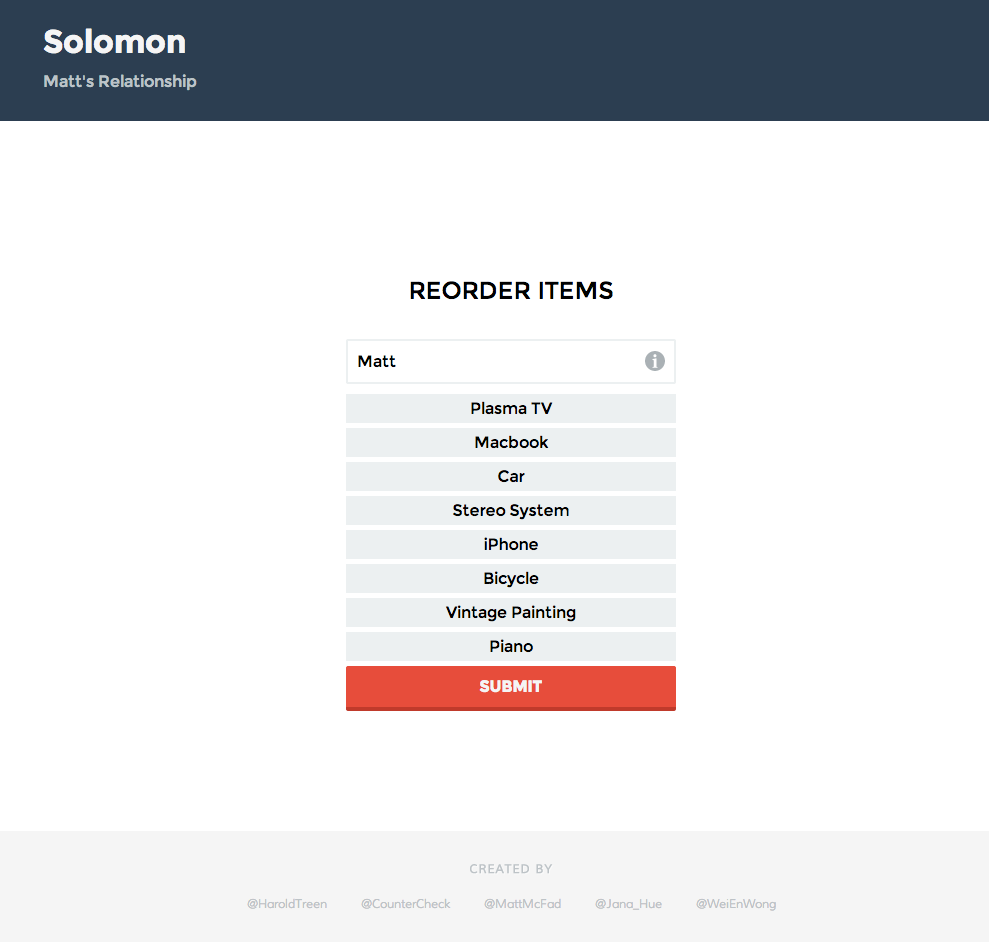 Solomon
Matt's Relationship
REORDER ITEMS
Matt
Plasma TV
Macbook
Car
Stereo System
iPhone
Bicycle
Vintage Painting
Piano
SUBMIT
CREATED BY
@HaroldTreen @CounterCheck @MattMcFad @Jana_Hue @WeiEnWong